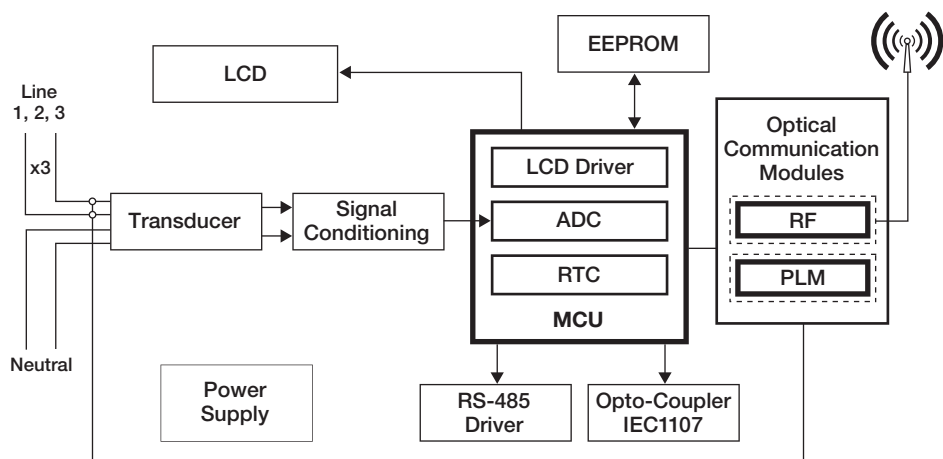 EEPROM
LCD
Line
1, 2, 3
x3
Optical
Communication
Modules
LCD Driver
Transducer
Signal
Conditioning
ADC
RF
RTC
PLM
MCU
Neutral
Power
Supply
RS-485
Driver
Opto-Coupler
IEC1107